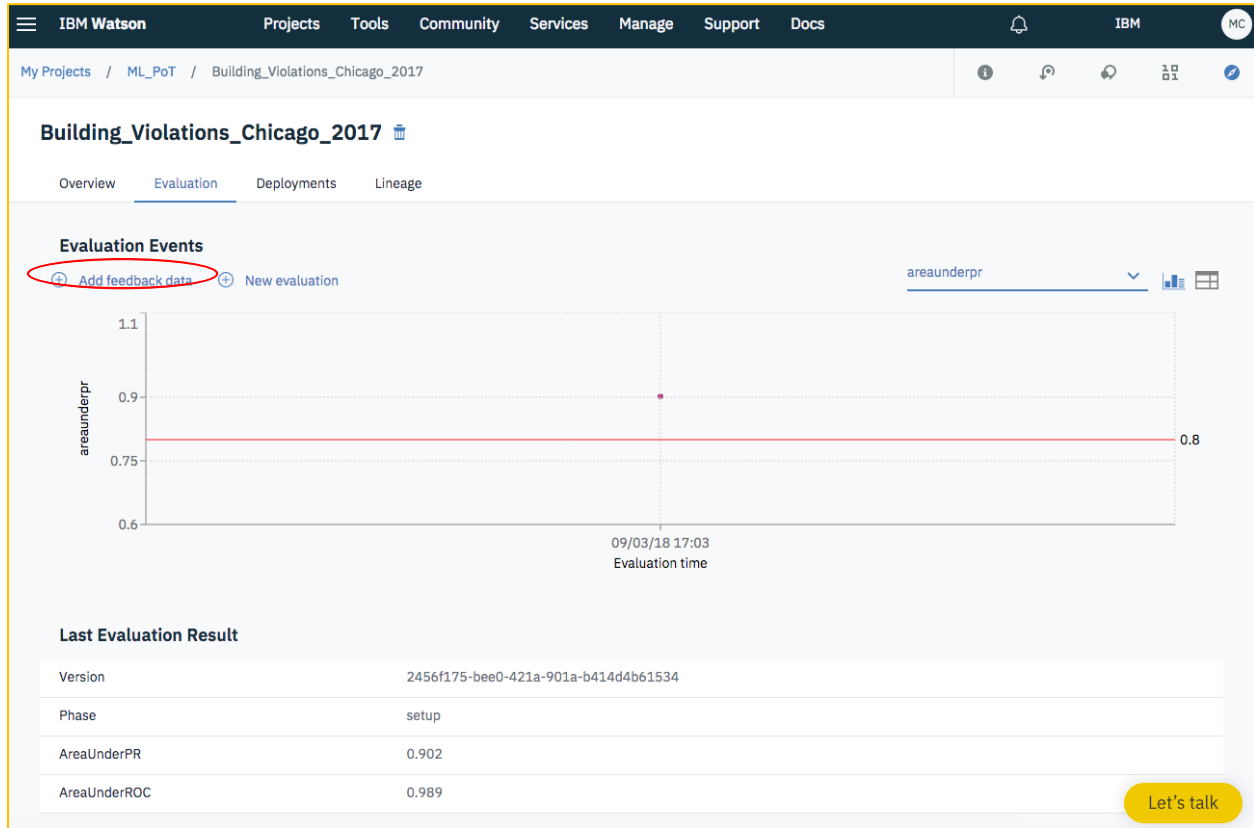 IBM Watson Projects Tools Community Services Manage Support Docs IBM MC
My Projects / ML_PoT / Building_Violations_Chicago_2017
Building_Violations_Chicago_2017
Overview Evaluation Deployments Lineage
Evaluation Events
Add feedback data New evaluation areaunderpr
1.1
0.9
areaunderpr
0.8
0.75
0.6
09/03/18 17:03
Evaluation time
Last Evaluation Result
Version 2456f175-bee0-421a-901a-b414d4b61534
Phase setup
AreaUnderPR 0.902
AreaUnderROC 0.989
Let's talk